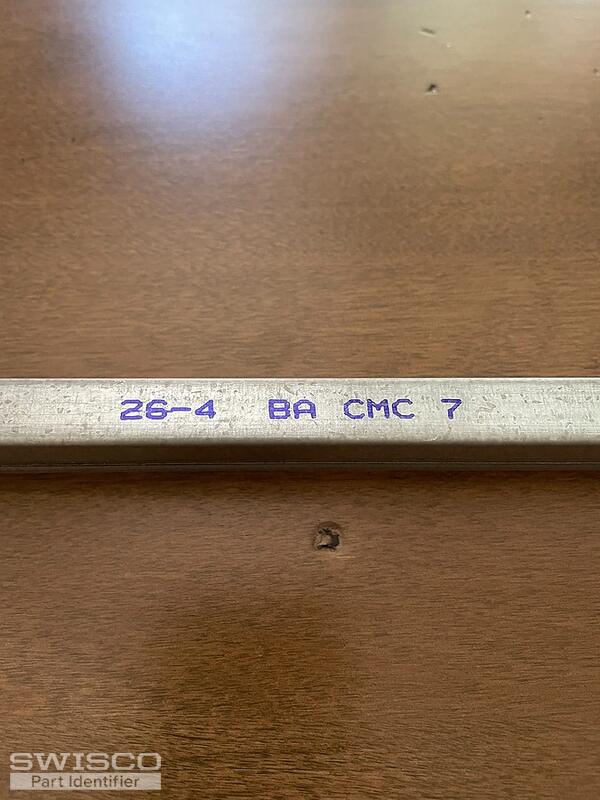 26-4 BA CMC 7
SWISCO
Part Identifier